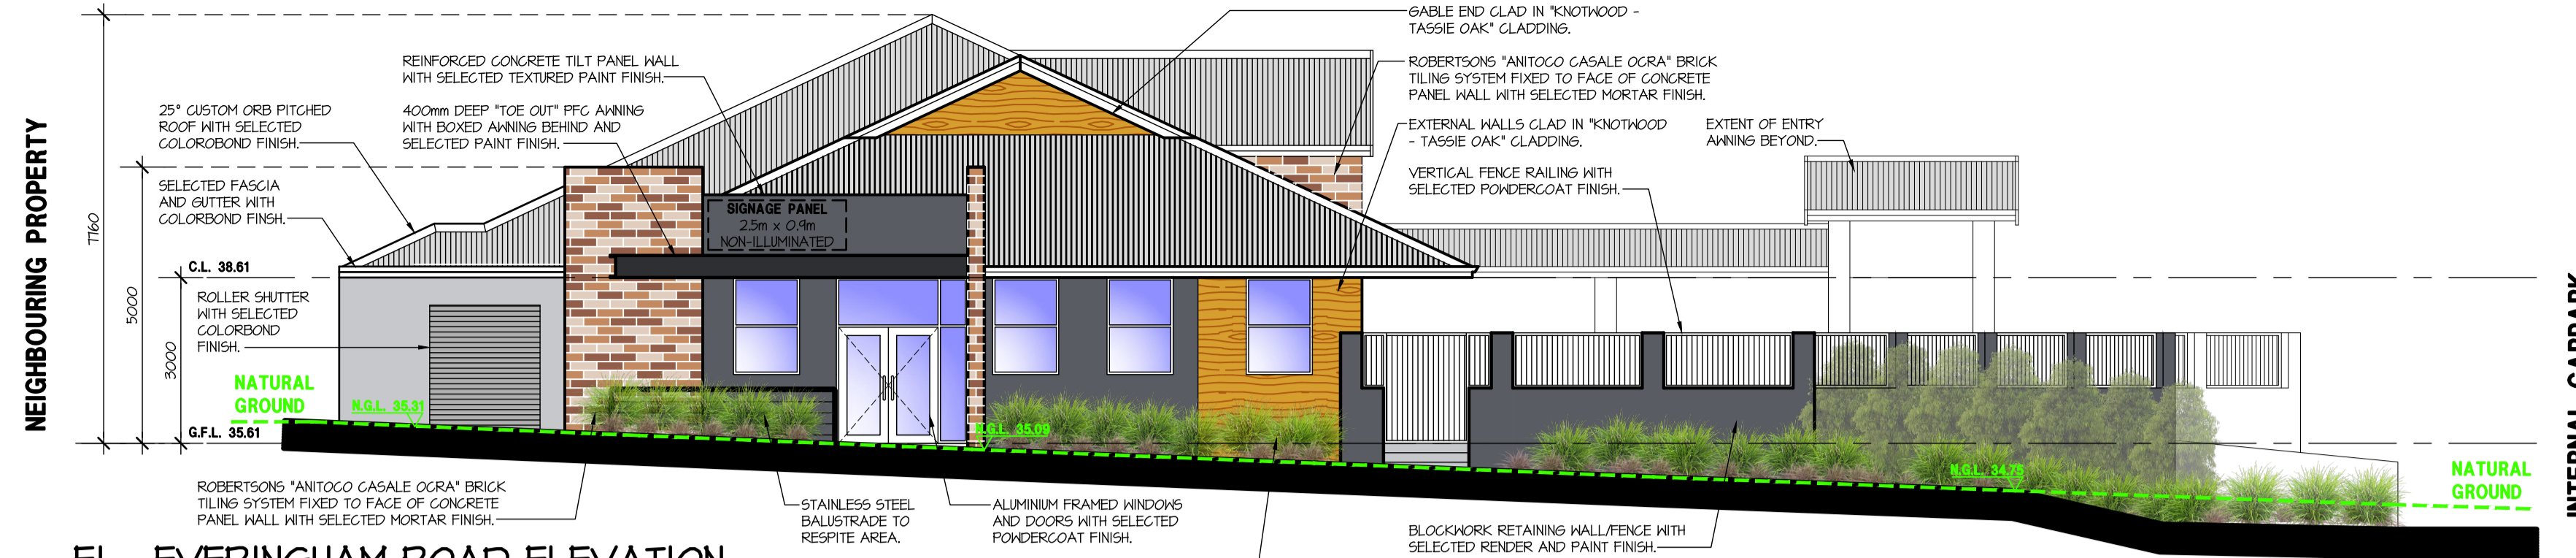 NEIGHBOURING PROPERTY
7760
5000
3000
REINFORCED CONCRETE TILT PANEL WALL
WITH SELECTED TEXTURED PAINT FINISH.
25° CUSTOM ORB PITCHED
ROOF WITH SELECTED
COLOROBOND FINISH.
400mm DEEP "TOE OUT" PFC AWNING
WITH BOXED AWNING BEHIND AND
SELECTED PAINT FINISH.
SELECTED FASCIA
AND GUTTER WITH
COLORBOND FINSH.
C.L. 38.61
ROLLER SHUTTER
WITH SELECTED
COLORBOND
FINISH.
NATURAL
GROUND
N.G.L. 35.31
G.F.L. 35.61
SIGNAGE PANEL
2.5m x 0.9m
NON-ILLUMINATED
GABLE END CLAD IN "KNOTWOOD -
TASSIE OAK" CLADDING.
ROBERTSONS "ANITOCO CASALE OCRA" BRICK
TILING SYSTEM FIXED TO FACE OF CONCRETE
PANEL WALL WITH SELECTED MORTAR FINISH.
EXTERNAL WALLS CLAD IN "KNOTWOOD
- TASSIE OAK" CLADDING.
EXTENT OF ENTRY
AWNING BEYOND.
VERTICAL FENCE RAILING WITH
SELECTED POWDERCOAT FINISH.
N.G.L. 35.09
N.G.L. 34.75
NATURAL
GROUND
INTERNAL CARPARK
ROBERTSONS "ANITOCO CASALE OCRA" BRICK
TILING SYSTEM FIXED TO FACE OF CONCRETE
PANEL WALL WITH SELECTED MORTAR FINISH.
STAINLESS STEEL
BALUSTRADE TO
RESPITE AREA.
ALUMINIUM FRAMED WINDOWS
AND DOORS WITH SELECTED
POWDERCOAT FINISH.
BLOCKWORK RETAINING WALL/FENCE WITH
SELECTED RENDER AND PAINT FINISH.
EVERINGHAM ROAD ELEVATION